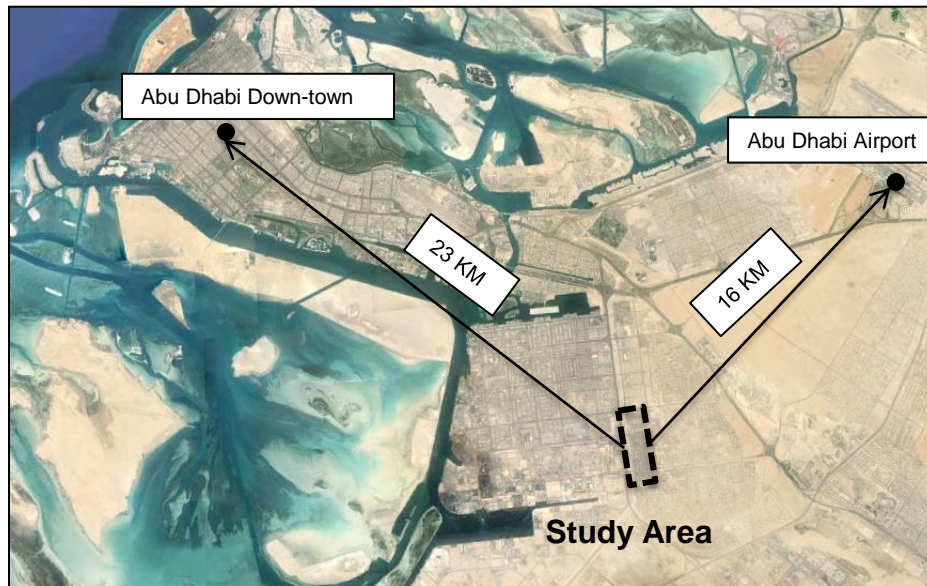 Abu Dhabi Down-town
Abu Dhabi Airport
23 KM
16 KM
Study Area